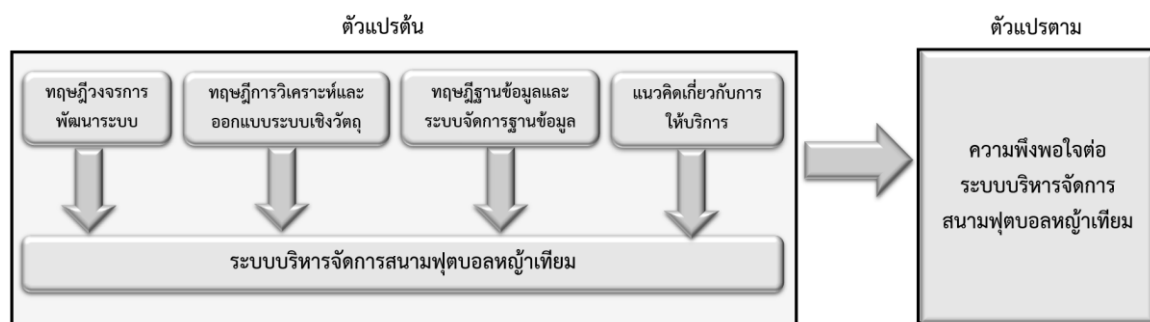 ตัวแปรต้น
ตัวแปรตาม
ทฤษฎีวงจรการ
พัฒนาระบบ
ทฤษฎีการวิเคราะห์และ
ออกแบบระบบเชิงวัตถุ
ทฤษฎีฐานข้อมูลและ
ระบบจัดการฐานข้อมูล
แนวคิดเกี่ยวกับการ
ให้บริการ
ระบบบริหารจัดการสนามฟุตบอลหญ้าเทียม
ความพึงพอใจต่อ
ระบบบริหารจัดการ
สนามฟุตบอลหญ้าเทียม